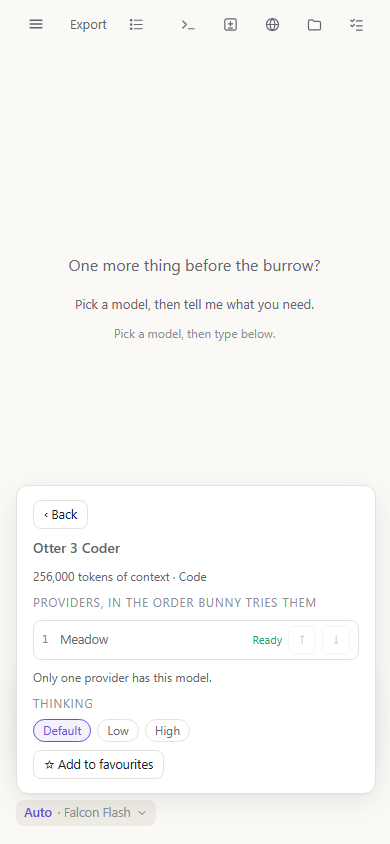 Export
One more thing before the burrow?
Pick a model, then tell me what you need.
Pick a model, then type below.
‹ Back
Otter 3 Coder
256,000 tokens of context · Code
PROVIDERS, IN THE ORDER BUNNY TRIES THEM
1 Meadow Ready ↑ ↓
Only one provider has this model.
THINKING
Default Low High
☆ Add to favourites
Auto · Falcon Flash